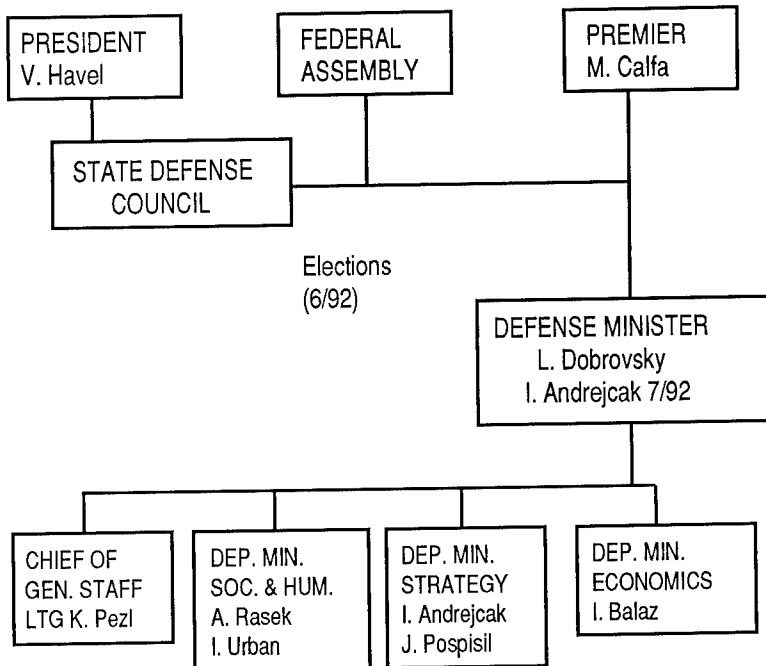 PRESIDENT
V. Havel
FEDERAL
ASSEMBLY
PREMIER
M. Calfa
STATE DEFENSE
COUNCIL
Elections
(6/92)
DEFENSE MINISTER
L. Dobrovsky
I. Andrejcak 7/92
CHIEF OF
GEN. STAFF
LTG K. Pezl
DEP. MIN.
SOC. & HUM.
A. Rasek
I. Urban
DEP. MIN.
STRATEGY
I. Andrejcak
J. Pospisil
DEP. MIN.
ECONOMICS
I. Balaz